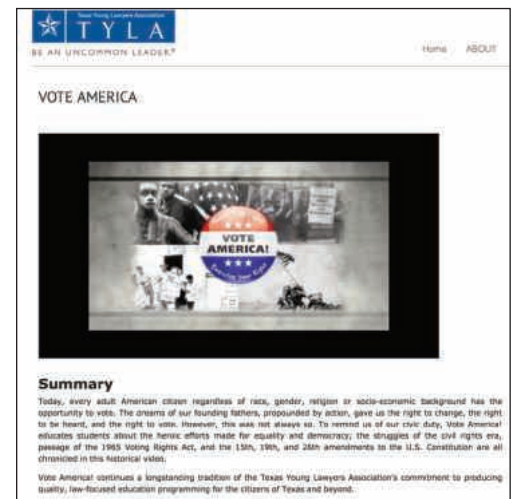 Texas Young Lawyers Association
TYLA
BE AN UNCOMMON LEADER.®
Home ABOUT
VOTE AMERICA
VOTE
AMERICA!
Exercise Your Right
Summary
Today, every adult American citizen regardless of race, gender, religion or socio-economic background has the
opportunity to vote. The dreams of our founding fathers, propounded by action, gave us the right to change, the right
to be heard, and the right to vote. However, this was not always so. To remind us of our civic duty, Vote America!
educates students about the heroic efforts made for equality and democracy; the struggles of the civil rights era,
passage of the 1965 Voting Rights Act, and the 15th, 19th, and 26th amendments to the U.S. Constitution are all
chronicled in this historical video.
Vote America! continues a longstanding tradition of the Texas Young Lawyers Association's commitment to producing
quality, law-focused education programming for the citizens of Texas and beyond.